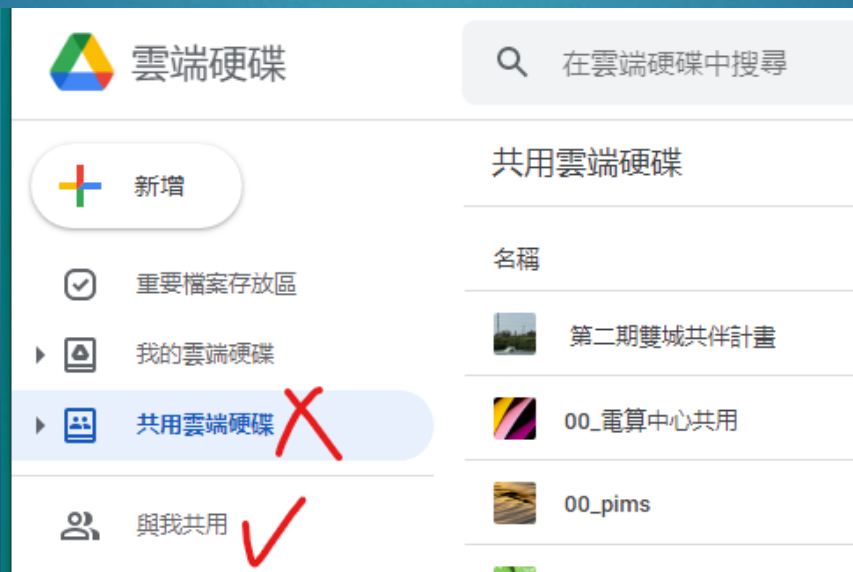 雲端硬碟
在雲端硬碟中搜尋
新增
重要檔案存放區
我的雲端硬碟
共用雲端硬碟
與我共用
共用雲端硬碟
名稱
第二期雙城共伴計畫
00_電算中心共用
00_pims